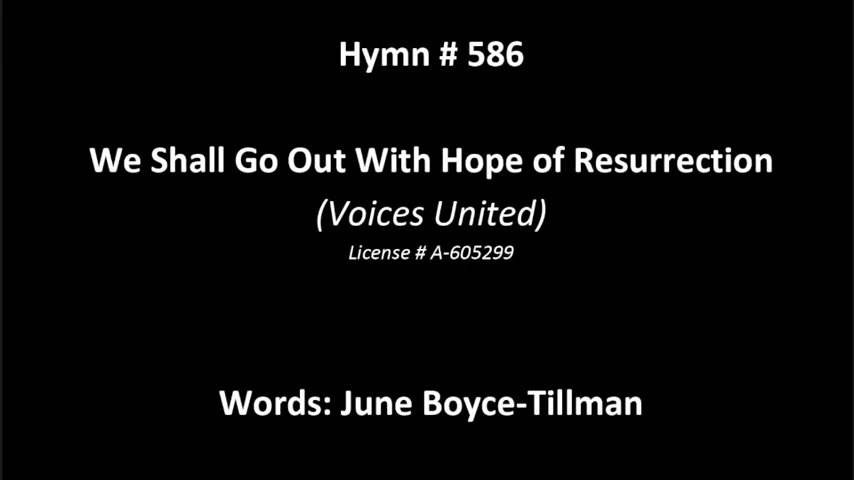 Hymn # 586
We Shall Go Out With Hope of Resurrection
(Voices United)
License # A-605299
Words: June Boyce-Tillman